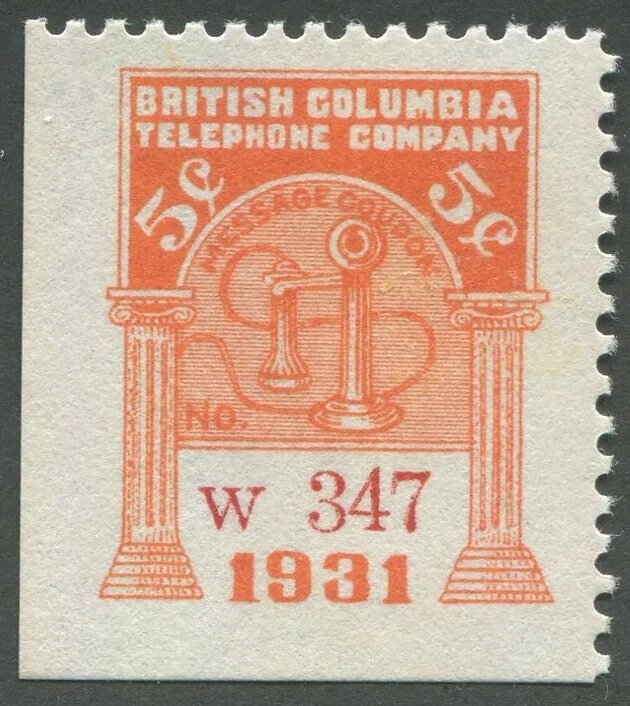 BRITISH COLUMBIA
TELEPHONE COMPANY
5¢ 5¢
MESSAGE COUPON
NO.
W 347
1931